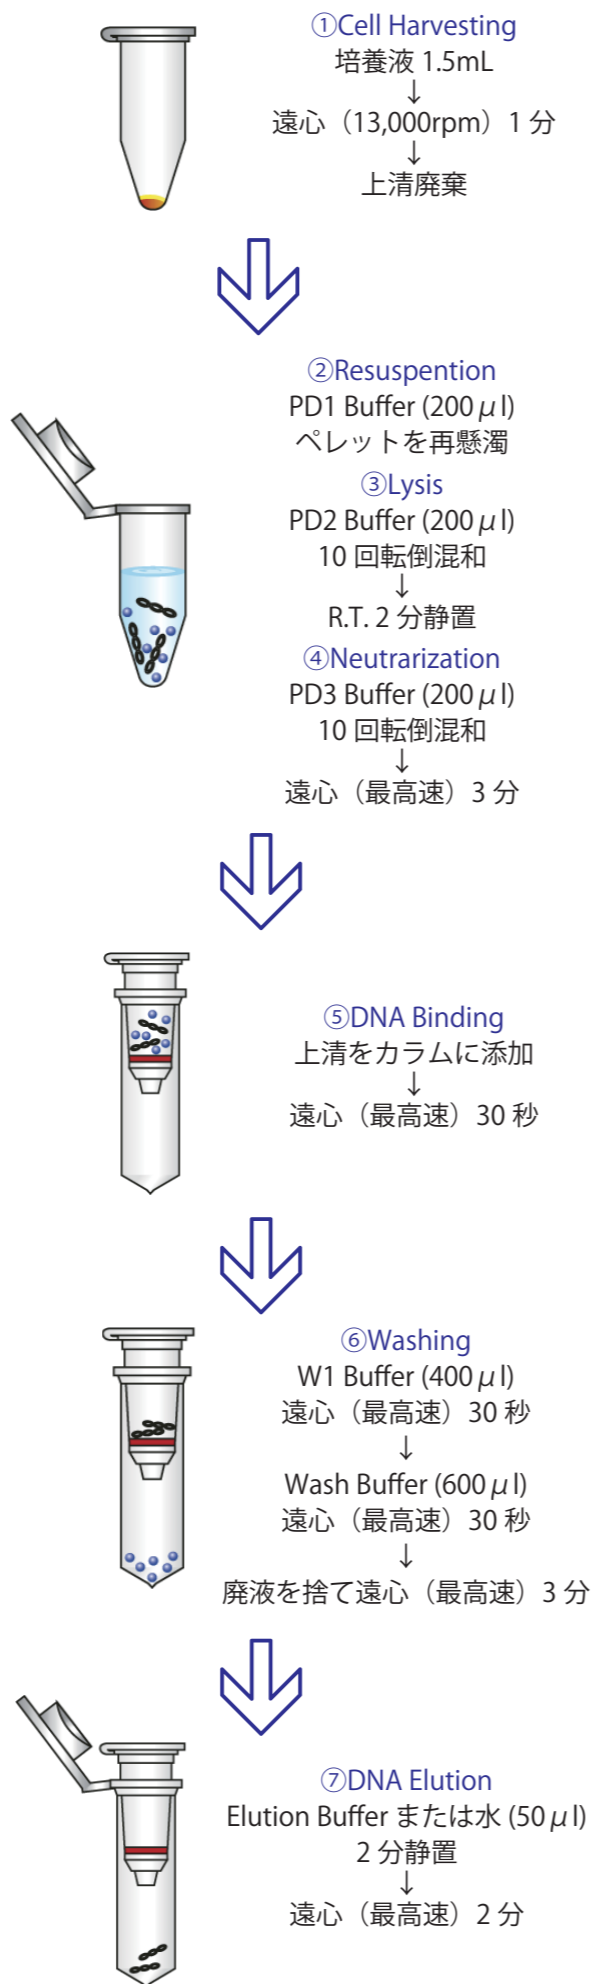 ①Cell Harvesting
培養液 1.5mL
↓
遠心（13,000rpm）1 分
↓
上清廃棄
②Resuspention
PD1 Buffer (200μl)
ペレットを再懸濁
③Lysis
PD2 Buffer (200μl)
10 回転倒混和
↓
R.T. 2 分静置
④Neutrarization
PD3 Buffer (200μl)
10 回転倒混和
↓
遠心（最高速）3 分
⑤DNA Binding
上清をカラムに添加
↓
遠心（最高速）30 秒
⑥Washing
W1 Buffer (400μl)
遠心（最高速）30 秒
↓
Wash Buffer (600μl)
遠心（最高速）30 秒
↓
廃液を捨て遠心（最高速）3 分
⑦DNA Elution
Elution Buffer または水 (50μl)
2 分静置
↓
遠心（最高速）2 分